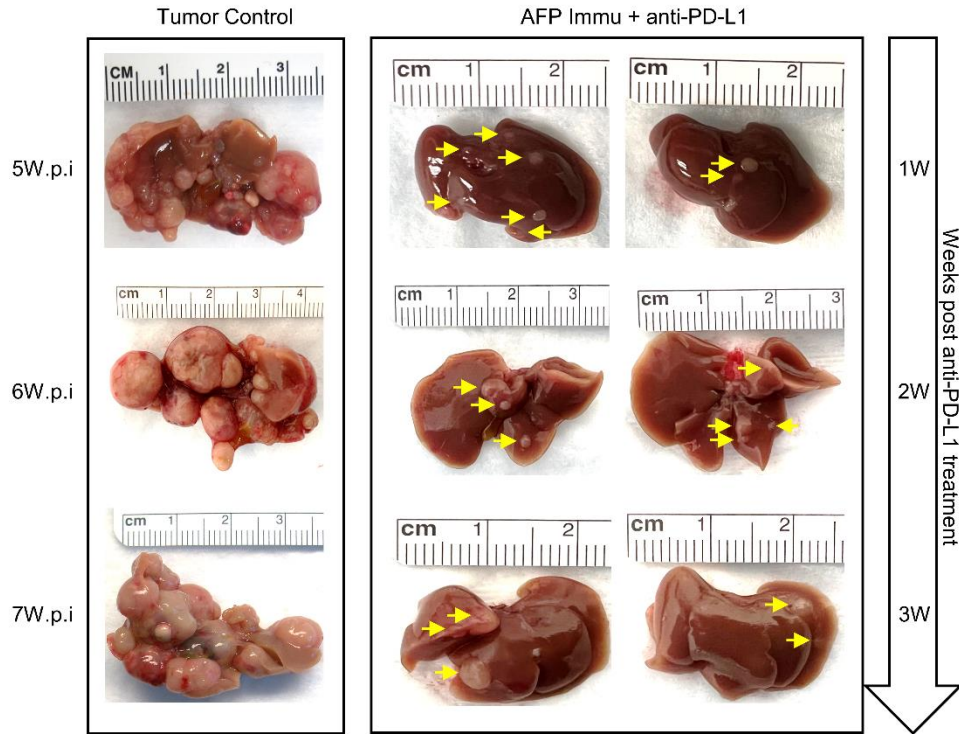 Tumor Control
AFP Immu + anti-PD-L1
5W.p.i
CM 1 2 3
cm 1 2
cm 1 2
1W
6W.p.i
cm 1 2 3 4
cm 1 2 3
cm 1 2 3
2W
7W.p.i
cm 1 2 3
cm 1 2
cm 1 2
3W
Weeks post anti-PD-L1 treatment